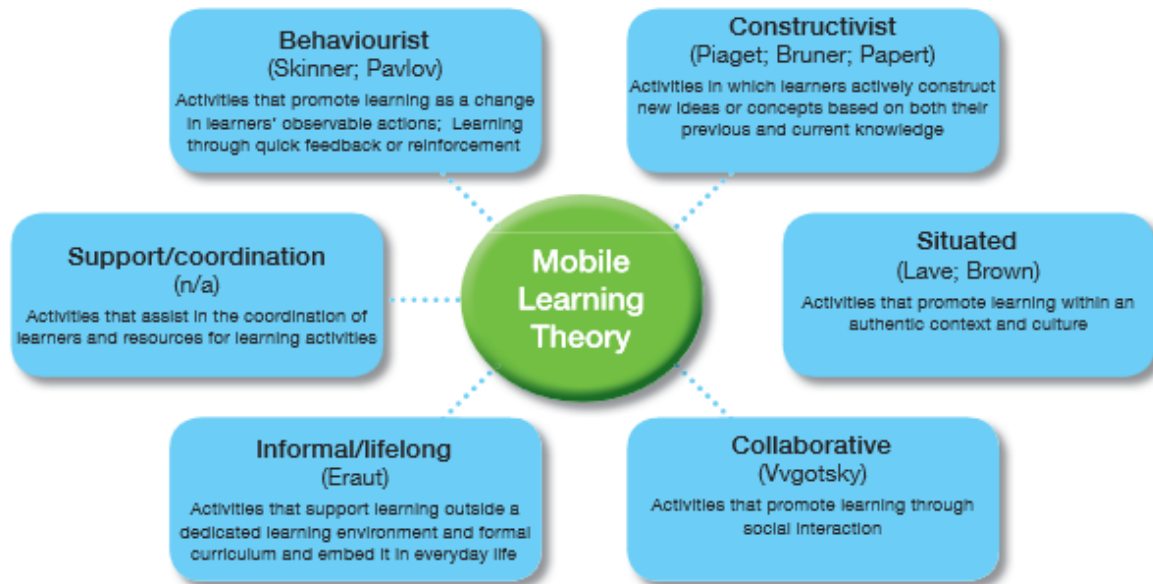 Behaviourist
(Skinner; Pavlov)
Activities that promote learning as a change
in learners' observable actions; Learning
through quick feedback or reinforcement
Constructivist
(Piaget; Bruner; Papert)
Activities in which learners actively construct
new ideas or concepts based on both their
previous and current knowledge
Support/coordination
(n/a)
Activities that assist in the coordination of
learners and resources for learning activities
Mobile
Learning
Theory
Situated
(Lave; Brown)
Activities that promote learning within an
authentic context and culture
Informal/lifelong
(Eraut)
Activities that support learning outside a
dedicated learning environment and formal
curriculum and embed it in everyday life
Collaborative
(Vvgotsky)
Activities that promote learning through
social interaction